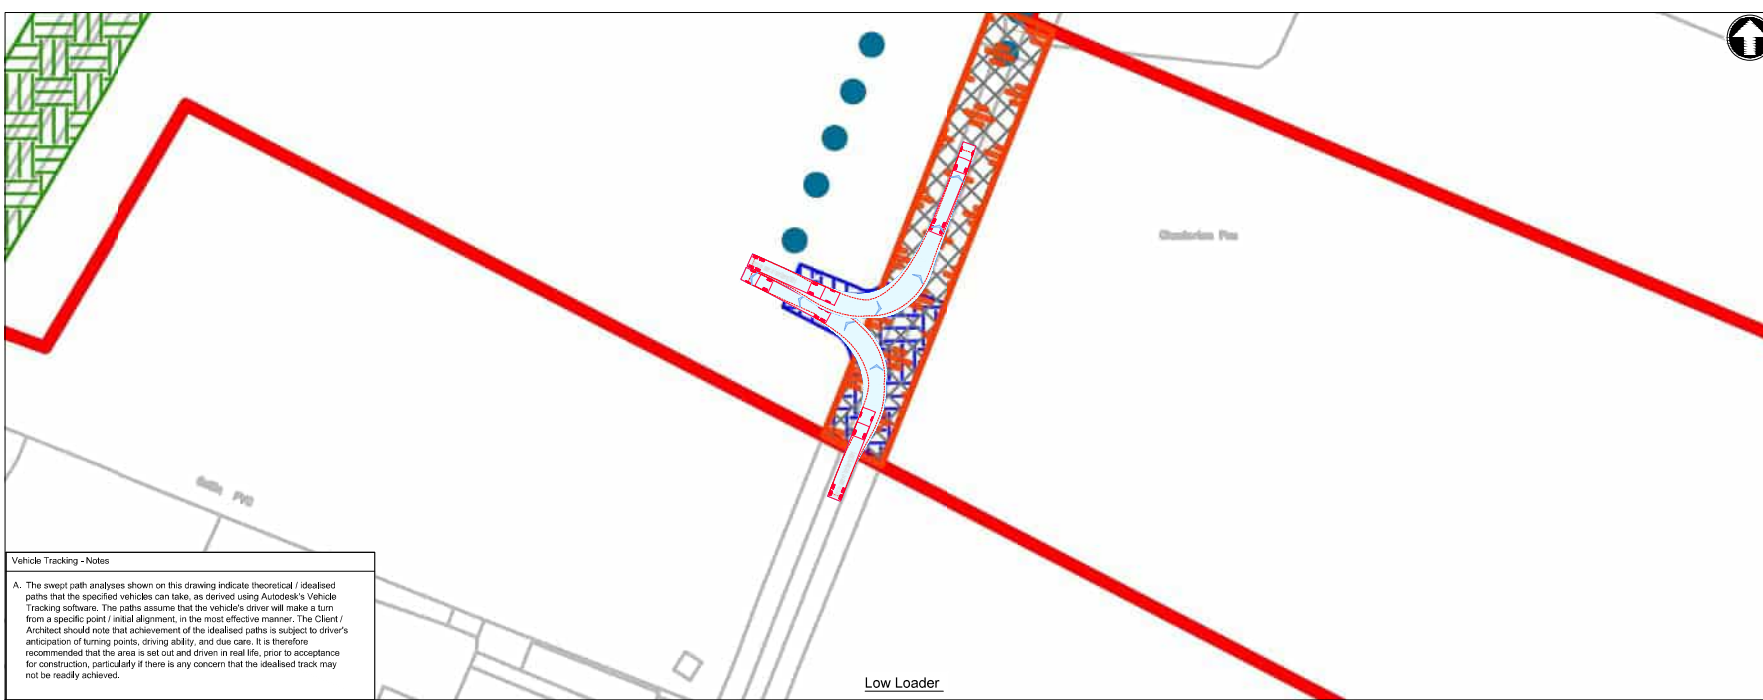 Vehicle Tracking - Notes
A. The swept path analyses shown on this drawing indicate theoretical / idealised
paths that the specified vehicles can take, as derived using Autodesk's Vehicle
Tracking software. The paths assume that the vehicle's driver will make a turn
from a specific point / initial alignment, in the most effective manner. The Client /
Architect should note that achievement of the idealised paths is subject to driver's
anticipation of turning points, driving ability, and due care. It is therefore
recommended that the area is set out and driven in real life, prior to acceptance
for construction, particularly if there is any concern that the idealised track may
not be readily achieved.
Low Loader